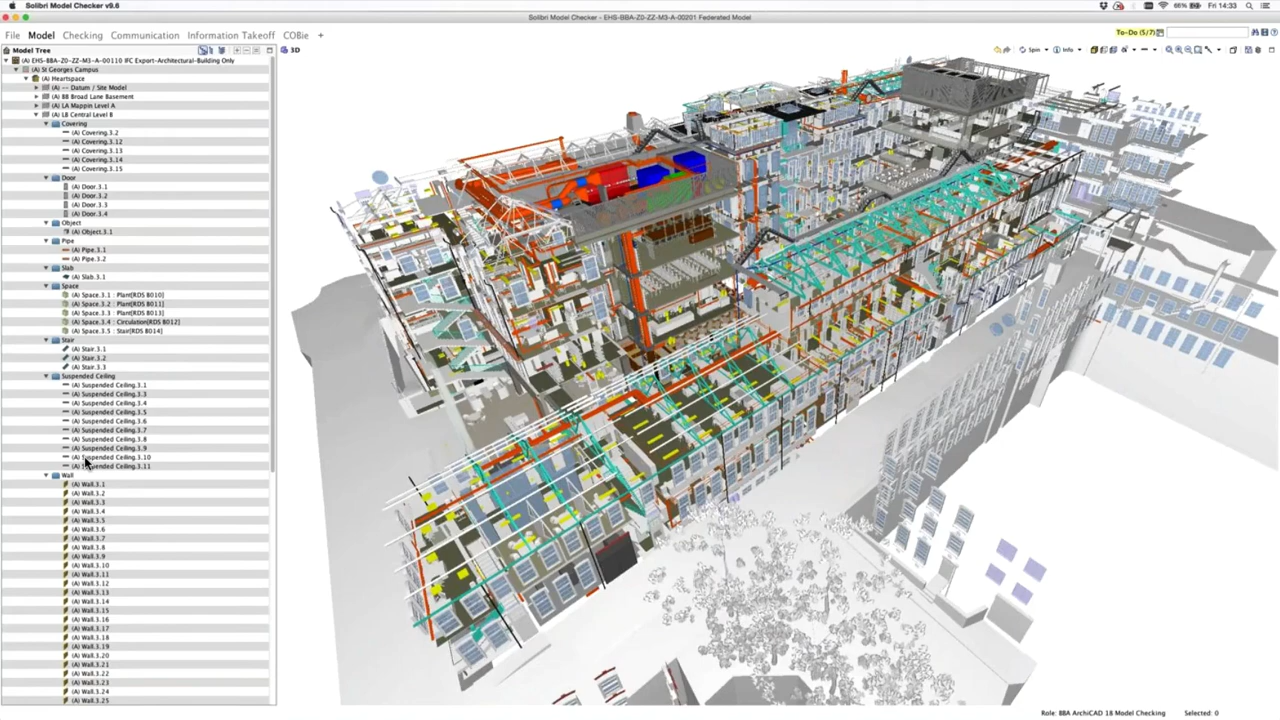 Solibri Model Checker v9.6
66%
Fri 14:33
Solibri Model Checker - EHS-BBA-Z0-ZZ-M3-A-00201 Federated Model
File Model Checking Communication Information Takeoff COBie +
To-Do (5/7)
Model Tree
3D
Spin
Info
(A) EHS-BBA-Z0-ZZ-M3-A-00110 IFC Export-Architectural-Building Only
(A) St Georges Campus
(A) Heartspace
(A) -- Datum / Site Model
(A) 88 Broad Lane Basement
(A) LA Mappin Level A
(A) LB Central Level B
Covering
(A) Covering.3.2
(A) Covering.3.12
(A) Covering.3.13
(A) Covering.3.14
(A) Covering.3.15
Door
(A) Door.3.1
(A) Door.3.2
(A) Door.3.3
(A) Door.3.4
Object
(A) Object.3.1
Pipe
(A) Pipe.3.1
(A) Pipe.3.2
Slab
(A) Slab.3.1
Space
(A) Space.3.1 : Plant[RDS B010]
(A) Space.3.2 : Plant[RDS B011]
(A) Space.3.3 : Plant[RDS B013]
(A) Space.3.4 : Circulation[RDS B012]
(A) Space.3.5 : Stair[RDS B014]
Stair
(A) Stair.3.1
(A) Stair.3.2
(A) Stair.3.3
Suspended Ceiling
(A) Suspended Ceiling.3.1
(A) Suspended Ceiling.3.3
(A) Suspended Ceiling.3.4
(A) Suspended Ceiling.3.5
(A) Suspended Ceiling.3.6
(A) Suspended Ceiling.3.7
(A) Suspended Ceiling.3.8
(A) Suspended Ceiling.3.9
(A) Suspended Ceiling.3.10
(A) Suspended Ceiling.3.11
Wall
(A) Wall.3.1
(A) Wall.3.2
(A) Wall.3.3
(A) Wall.3.4
(A) Wall.3.5
(A) Wall.3.6
(A) Wall.3.7
(A) Wall.3.8
(A) Wall.3.9
(A) Wall.3.10
(A) Wall.3.11
(A) Wall.3.12
(A) Wall.3.13
(A) Wall.3.14
(A) Wall.3.15
(A) Wall.3.16
(A) Wall.3.17
(A) Wall.3.18
(A) Wall.3.19
(A) Wall.3.20
(A) Wall.3.21
(A) Wall.3.22
(A) Wall.3.23
(A) Wall.3.24
(A) Wall.3.25
Role: BBA ArchiCAD 18 Model Checking Selected: 0